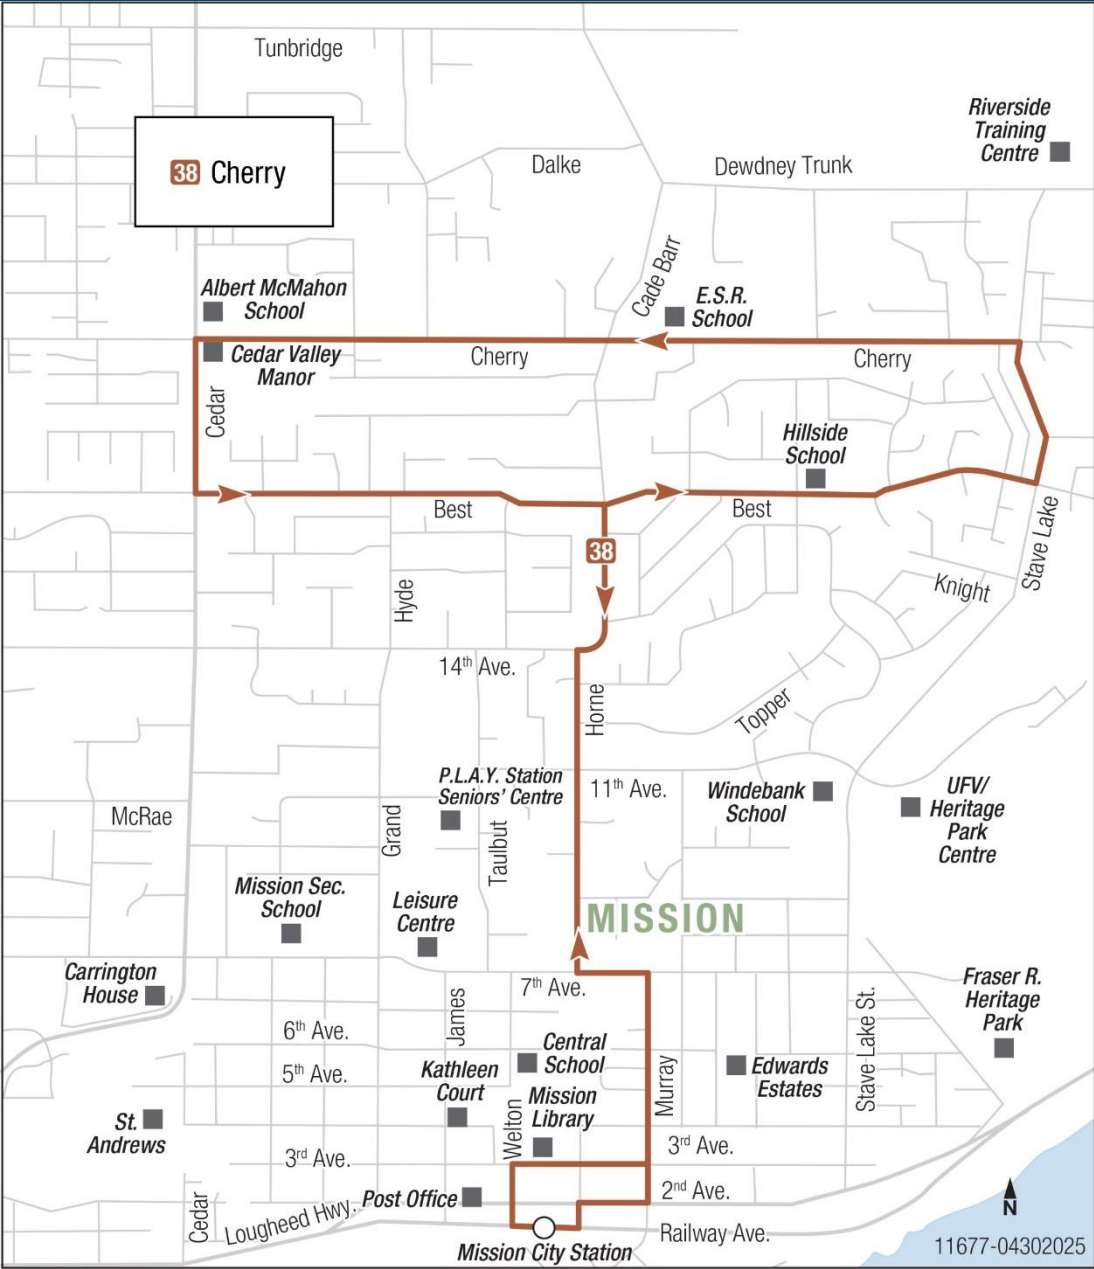 Tunbridge
38 Cherry
Riverside
Training
Centre
Dalke
Dewdney Trunk
Cade Barr
Albert McMahon
School
E.S.R.
School
Cedar Valley
Manor
Cherry
Cherry
Cedar
Hillside
School
Best
Best
38
Stave Lake
Knight
Hyde
14th Ave.
Horne
Topper
P.L.A.Y. Station
Seniors' Centre
11th Ave.
Windebank
School
UFV/
Heritage
Park
Centre
McRae
Grand
Taulbut
Mission Sec.
School
Leisure
Centre
MISSION
Carrington
House
7th Ave.
Fraser R.
Heritage
Park
James
6th Ave.
Stave Lake St.
Central
School
5th Ave.
Kathleen
Court
Murray
Edwards
Estates
Mission
Library
Welton
St.
Andrews
3rd Ave.
3rd Ave.
2nd Ave.
Post Office
Cedar
Lougheed Hwy.
Railway Ave.
Mission City Station
N
11677-04302025